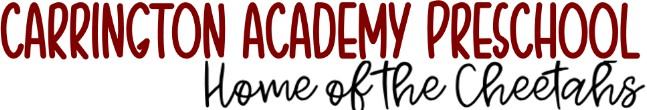 CARRINGTON ACADEMY PRESCHOOL
Home of the Cheetahs